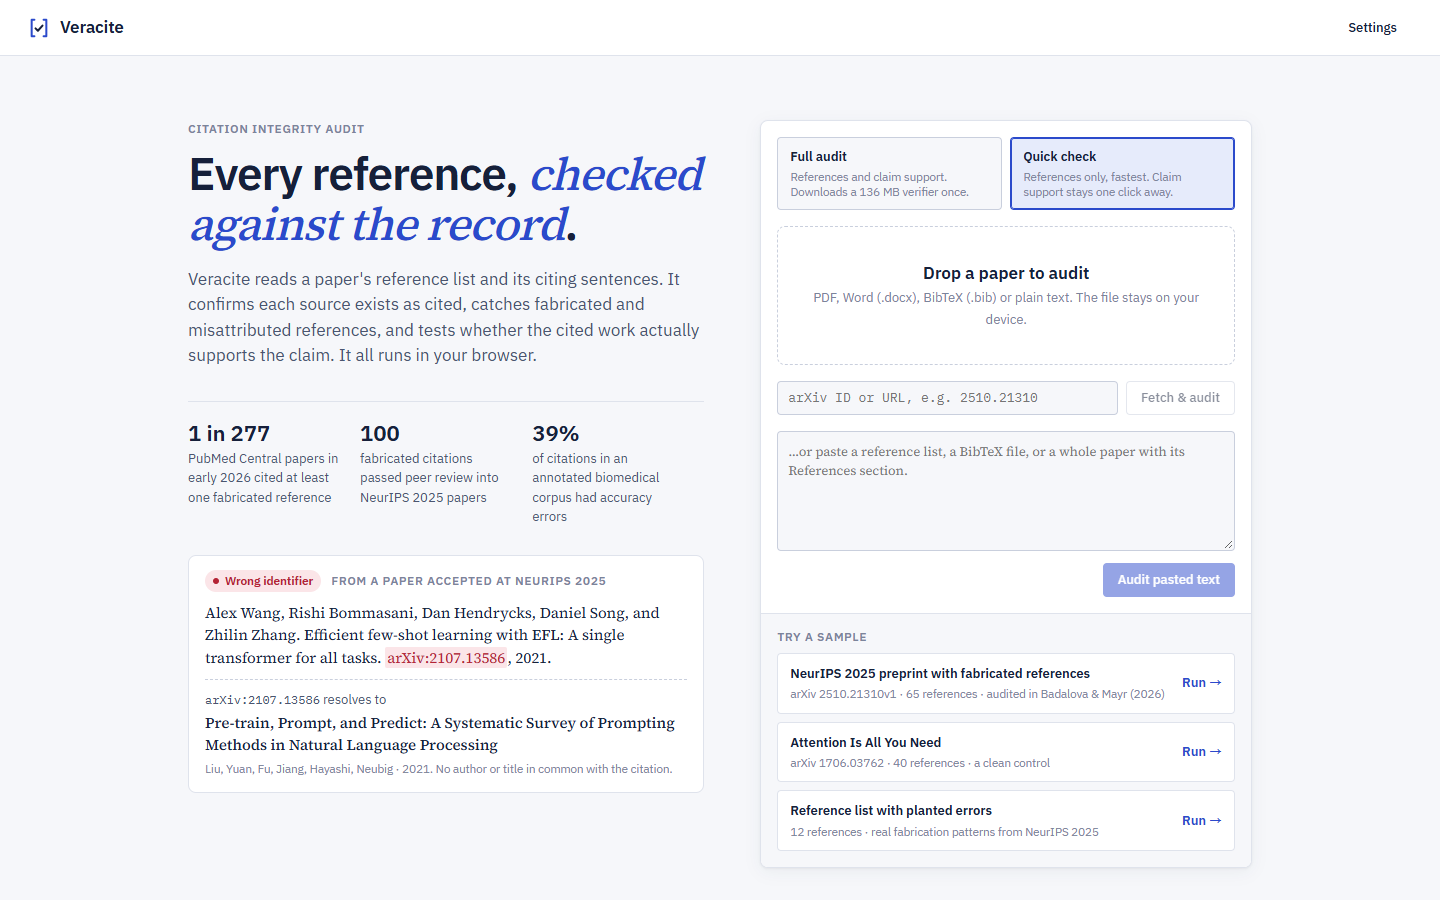 Veracite
Settings
CITATION INTEGRITY AUDIT
Every reference, checked
against the record.
Veracite reads a paper's reference list and its citing sentences. It
confirms each source exists as cited, catches fabricated and
misattributed references, and tests whether the cited work actually
supports the claim. It all runs in your browser.
1 in 277
PubMed Central papers in
early 2026 cited at least
one fabricated reference
100
fabricated citations
passed peer review into
NeurIPS 2025 papers
39%
of citations in an
annotated biomedical
corpus had accuracy
errors
Wrong identifier FROM A PAPER ACCEPTED AT NEURIPS 2025
Alex Wang, Rishi Bommasani, Dan Hendrycks, Daniel Song, and
Zhilin Zhang. Efficient few-shot learning with EFL: A single
transformer for all tasks. arXiv:2107.13586, 2021.
arXiv:2107.13586 resolves to
Pre-train, Prompt, and Predict: A Systematic Survey of Prompting
Methods in Natural Language Processing
Liu, Yuan, Fu, Jiang, Hayashi, Neubig · 2021. No author or title in common with the citation.
Full audit
References and claim support.
Downloads a 136 MB verifier once.
Quick check
References only, fastest. Claim
support stays one click away.
Drop a paper to audit
PDF, Word (.docx), BibTeX (.bib) or plain text. The file stays on your
device.
arXiv ID or URL, e.g. 2510.21310
Fetch & audit
...or paste a reference list, a BibTeX file, or a whole paper with its
References section.
Audit pasted text
TRY A SAMPLE
NeurIPS 2025 preprint with fabricated references
arXiv 2510.21310v1 · 65 references · audited in Badalova & Mayr (2026)
Run →
Attention Is All You Need
arXiv 1706.03762 · 40 references · a clean control
Run →
Reference list with planted errors
12 references · real fabrication patterns from NeurIPS 2025
Run →